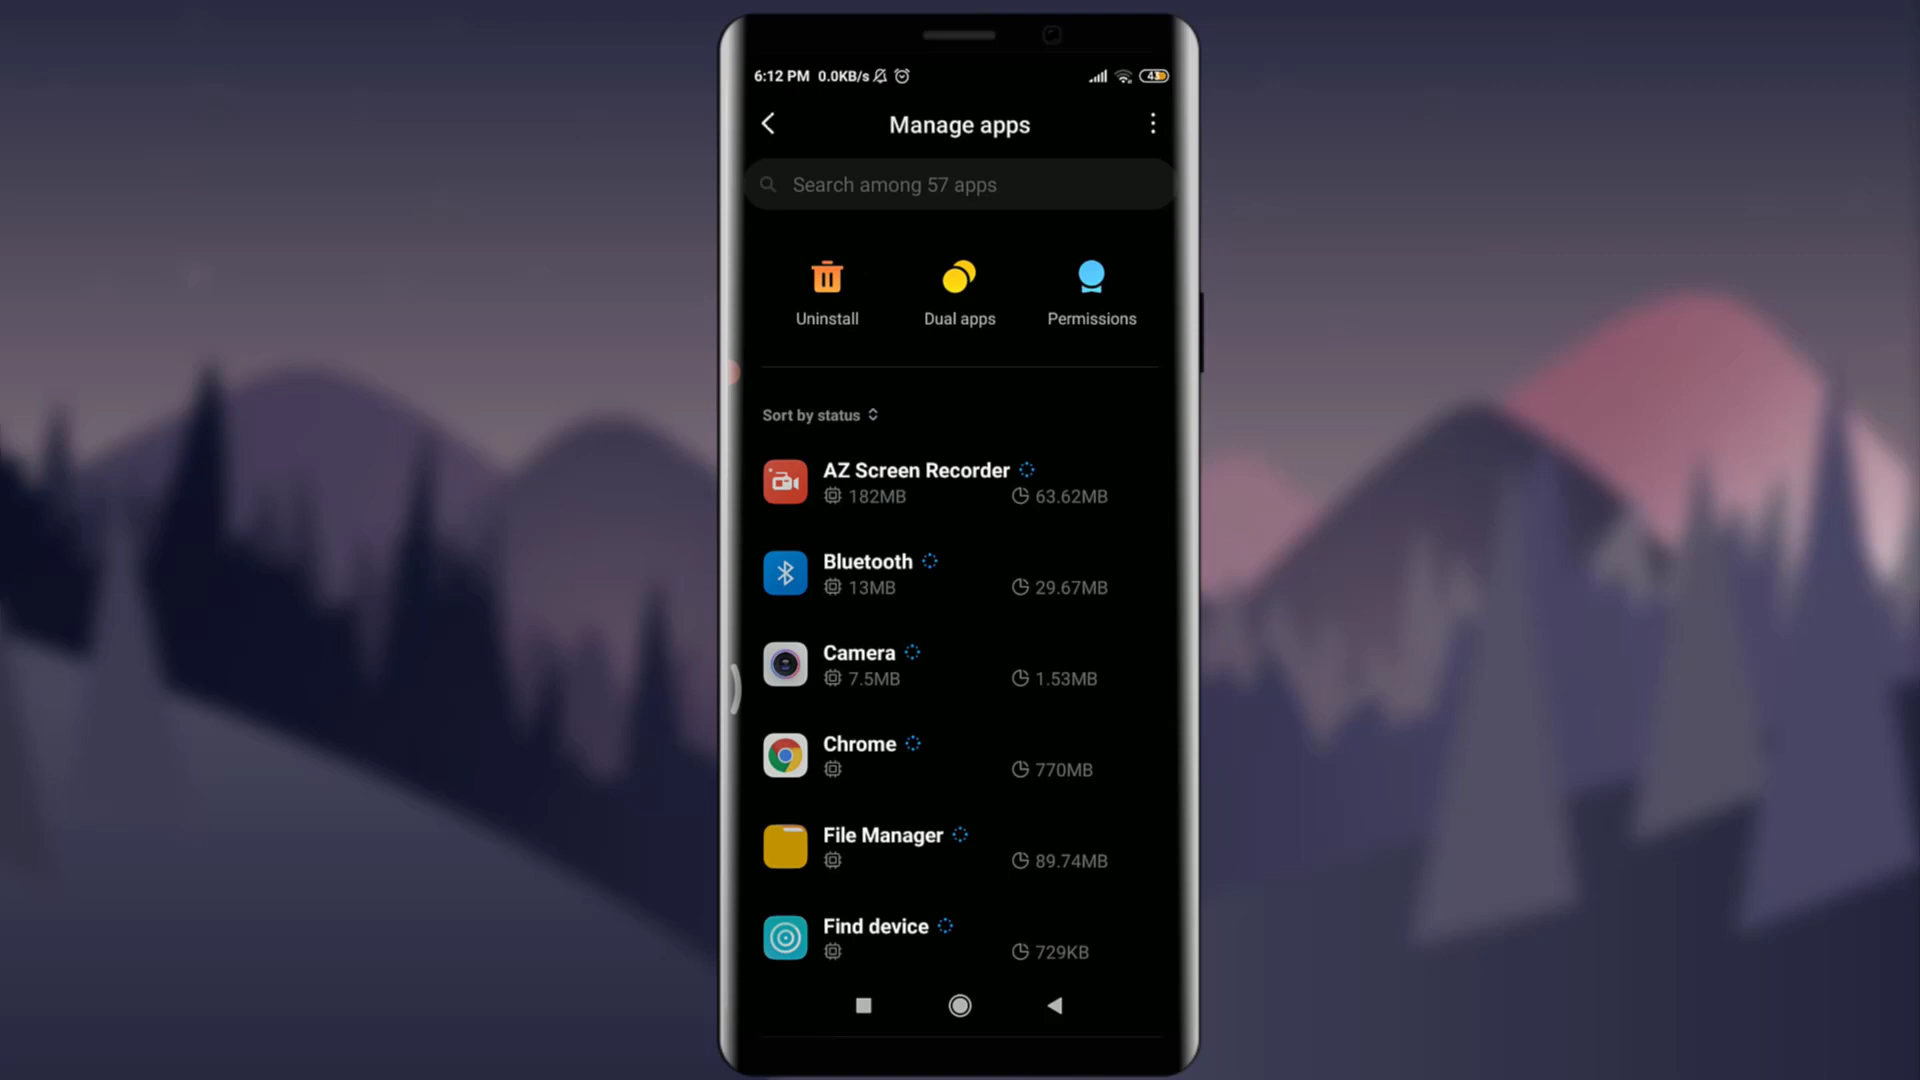 6:12 PM 0.0KB/s 43
Manage apps
Search among 57 apps
Uninstall Dual apps Permissions
Sort by status
AZ Screen Recorder
182MB 63.62MB
Bluetooth
13MB 29.67MB
Camera
7.5MB 1.53MB
Chrome
770MB
File Manager
89.74MB
Find device
729KB